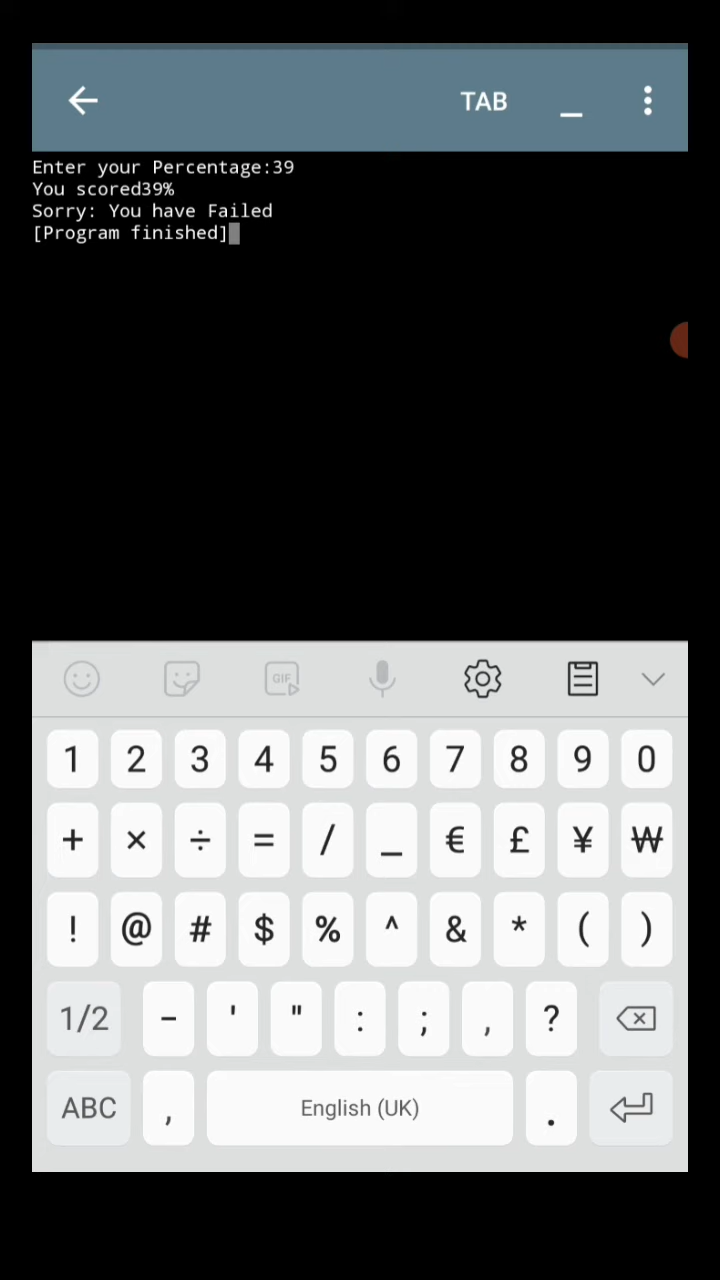 TAB _
Enter your Percentage:39
You scored39%
Sorry: You have Failed
[Program finished]
GIF
1 2 3 4 5 6 7 8 9 0
+ × ÷ = / _ € £ ¥ ₩
! @ # $ % ^ & * ( )
1/2 - ' " : ; , ?
ABC , English (UK) .